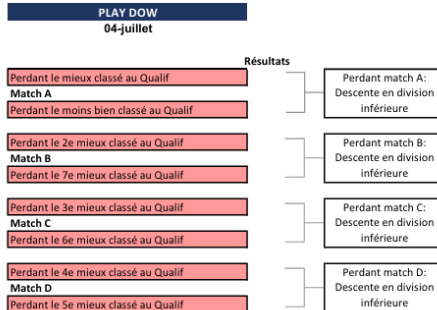 PLAY DOW
04-juillet
Résultats
Perdant le mieux classé au Qualif
Match A
Perdant le moins bien classé au Qualif
Perdant match A:
Descente en division
inférieure
Perdant le 2e mieux classé au Qualif
Match B
Perdant le 7e mieux classé au Qualif
Perdant match B:
Descente en division
inférieure
Perdant le 3e mieux classé au Qualif
Match C
Perdant le 6e mieux classé au Qualif
Perdant match C:
Descente en division
inférieure
Perdant le 4e mieux classé au Qualif
Match D
Perdant le 5e mieux classé au Qualif
Perdant match D:
Descente en division
inférieure